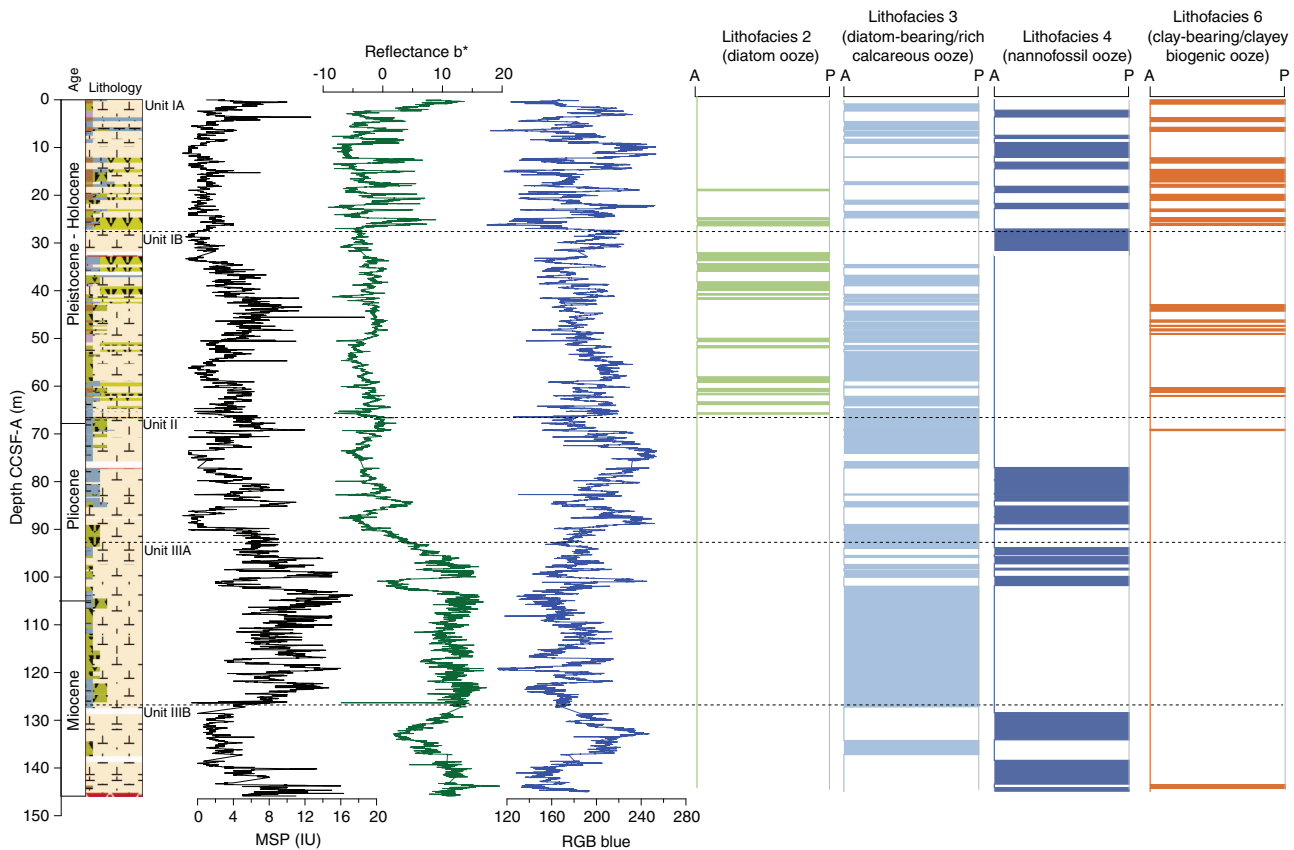 Lithofacies 2
(diatom ooze)
Lithofacies 3
(diatom-bearing/rich
calcareous ooze)
Lithofacies 4
(nannofossil ooze)
Lithofacies 6
(clay-bearing/clayey
biogenic ooze)
Reflectance b*
-10 0 10 20
A P A P A P A P
Age
Lithology
Depth CCSF-A (m)
0
10
20
30
40
50
60
70
80
90
100
110
120
130
140
150
Pleistocene - Holocene
Pliocene
Miocene
Unit IA
Unit IB
Unit II
Unit IIIA
Unit IIIB
0 4 8 12 16 20
MSP (IU)
120 160 200 240 280
RGB blue